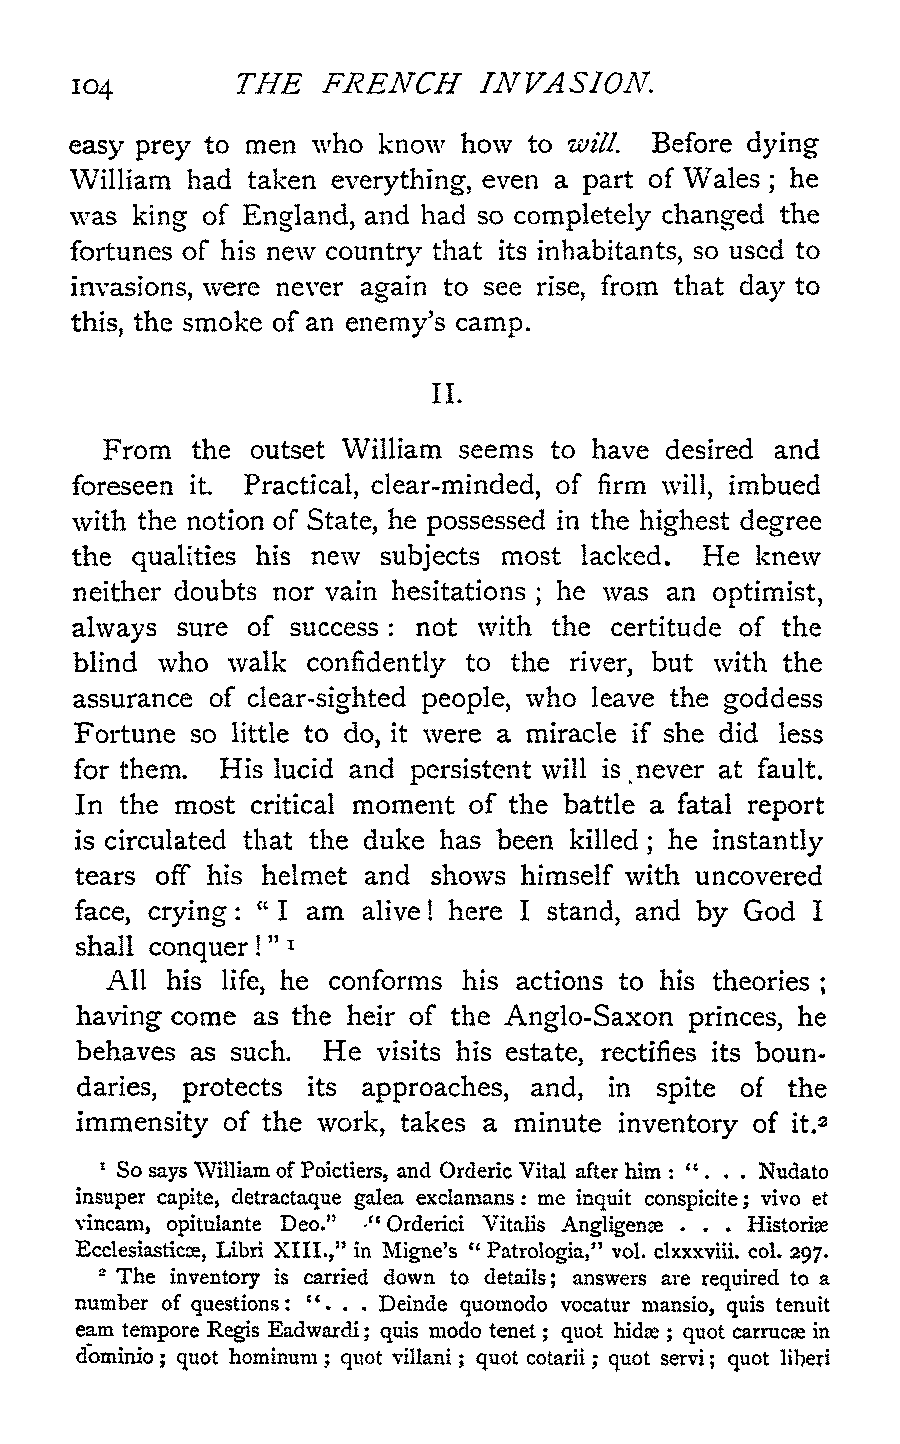 104 THE FRENCH INVASION.
easy prey to men who know how to will. Before dying
William had taken everything, even a part of Wales ; he
was king of England, and had so completely changed the
fortunes of his new country that its inhabitants, so used to
invasions, were never again to see rise, from that day to
this, the smoke of an enemy's camp.
II.
From the outset William seems to have desired and
foreseen it. Practical, clear-minded, of firm will, imbued
with the notion of State, he possessed in the highest degree
the qualities his new subjects most lacked. He knew
neither doubts nor vain hesitations ; he was an optimist,
always sure of success : not with the certitude of the
blind who walk confidently to the river, but with the
assurance of clear-sighted people, who leave the goddess
Fortune so little to do, it were a miracle if she did less
for them. His lucid and persistent will is never at fault.
In the most critical moment of the battle a fatal report
is circulated that the duke has been killed ; he instantly
tears off his helmet and shows himself with uncovered
face, crying : " I am alive ! here I stand, and by God I
shall conquer ! " ¹
All his life, he conforms his actions to his theories ;
having come as the heir of the Anglo-Saxon princes, he
behaves as such. He visits his estate, rectifies its boun-
daries, protects its approaches, and, in spite of the
immensity of the work, takes a minute inventory of it.²
¹ So says William of Poictiers, and Orderic Vital after him : ". . . Nudato
insuper capite, detractaque galea exclamans : me inquit conspicite ; vivo et
vincam, opitulante Deo." "Orderici Vitalis Angligenæ . . . Historiæ
Ecclesiasticæ, Libri XIII.," in Migne's "Patrologia," vol. clxxxviii. col. 297.
² The inventory is carried down to details ; answers are required to a
number of questions : ". . . Deinde quomodo vocatur mansio, quis tenuit
eam tempore Regis Eadwardi ; quis modo tenet ; quot hidæ ; quot carrucæ in
dominio ; quot hominum ; quot villani ; quot cotarii ; quot servi ; quot liberi